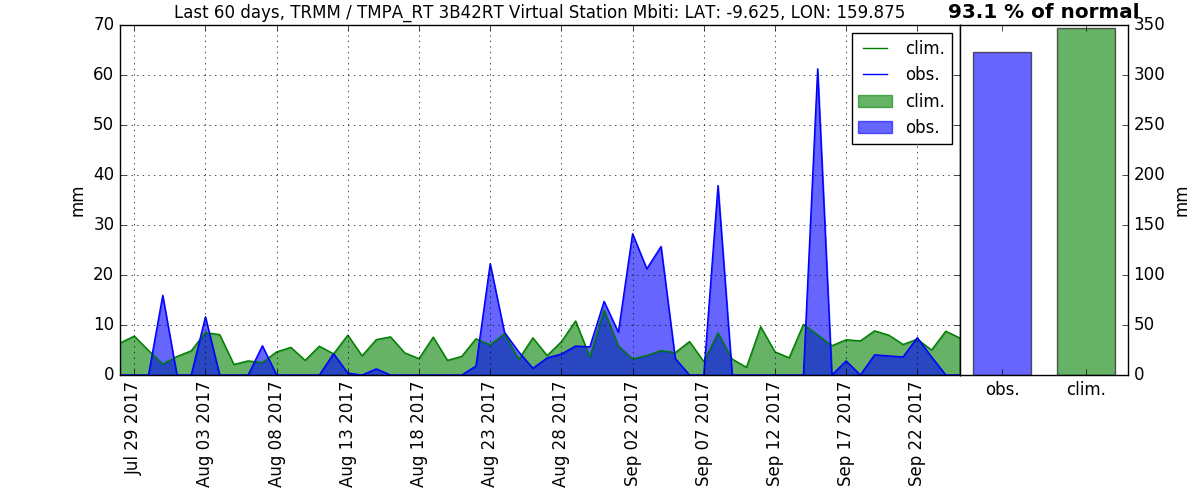 Last 60 days, TRMM / TMPA_RT 3B42RT Virtual Station Mbiti: LAT: -9.625, LON: 159.875
93.1 % of normal
70
60
50
40
30
20
10
0
mm
clim.
obs.
clim.
obs.
350
300
250
200
150
100
50
0
mm
obs.
clim.
Jul 29 2017
Aug 03 2017
Aug 08 2017
Aug 13 2017
Aug 18 2017
Aug 23 2017
Aug 28 2017
Sep 02 2017
Sep 07 2017
Sep 12 2017
Sep 17 2017
Sep 22 2017